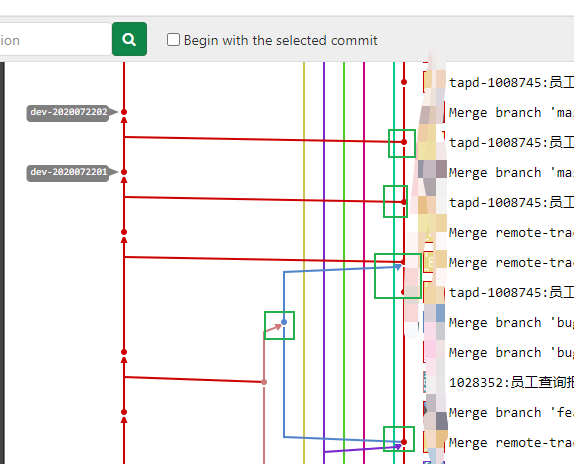 ion
Begin with the selected commit
tapd-1008745:员工
dev-2020072202
Merge branch 'ma
tapd-1008745:员工
dev-2020072201
Merge branch 'ma
tapd-1008745:员工
Merge remote-tra
Merge remote-tra
tapd-1008745:员工
Merge branch 'bu
Merge branch 'bu
1028352:员工查询
Merge branch 'fea
Merge remote-tra